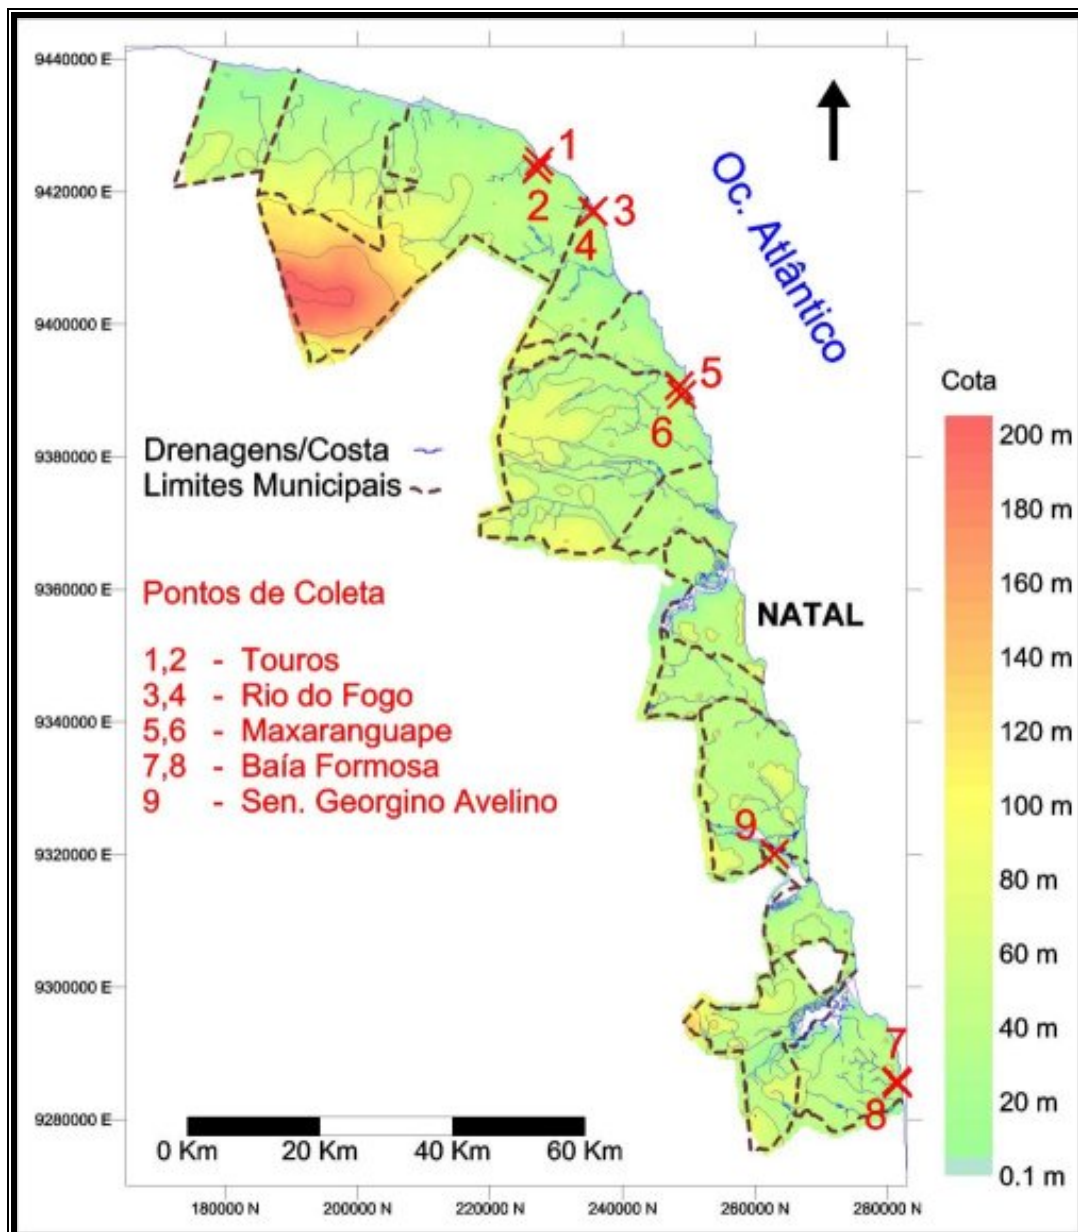 9440000 E
9420000 E
9400000 E
9380000 E
9360000 E
9340000 E
9320000 E
9300000 E
9280000 E
1
2
3
4
Oc. Atlântico
5
6
Drenagens/Costa
Limites Municipais
Pontos de Coleta
1,2 - Touros
3,4 - Rio do Fogo
5,6 - Maxaranguape
7,8 - Baía Formosa
9 - Sen. Georgino Avelino
NATAL
9
7
8
Cota
200 m
180 m
160 m
140 m
120 m
100 m
80 m
60 m
40 m
20 m
0.1 m
0 Km 20 Km 40 Km 60 Km
180000 N 200000 N 220000 N 240000 N 260000 N 280000 N